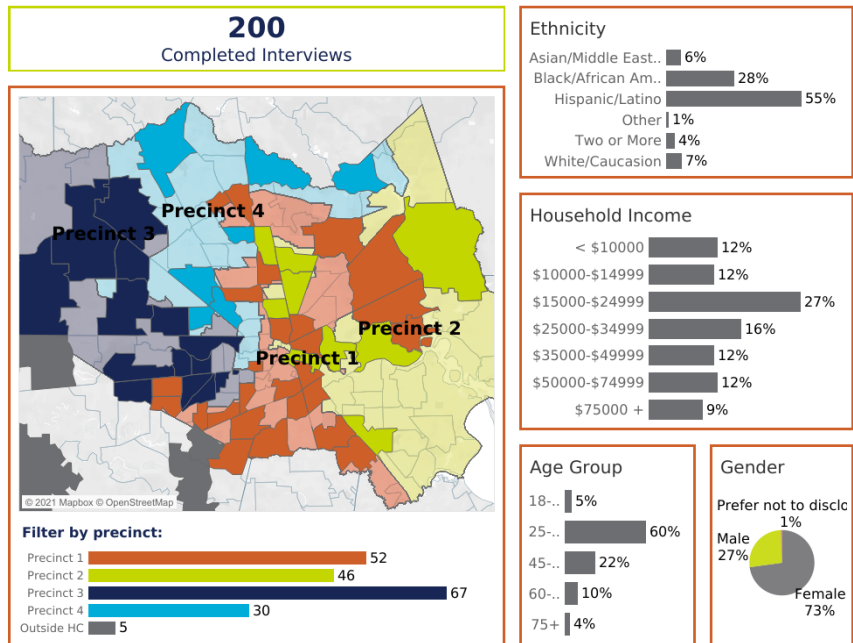 200
Completed Interviews
Precinct 4
Precinct 3
Precinct 2
Precinct 1
© 2021 Mapbox © OpenStreetMap
Filter by precinct:
Precinct 1 52
Precinct 2 46
Precinct 3 67
Precinct 4 30
Outside HC 5
Ethnicity
Asian/Middle East.. 6%
Black/African Am.. 28%
Hispanic/Latino 55%
Other 1%
Two or More 4%
White/Caucasion 7%
Household Income
< $10000 12%
$10000-$14999 12%
$15000-$24999 27%
$25000-$34999 16%
$35000-$49999 12%
$50000-$74999 12%
$75000 + 9%
Age Group
18-.. 5%
25-.. 60%
45-.. 22%
60-.. 10%
75+ 4%
Gender
Prefer not to disclo
1%
Male
27%
Female
73%